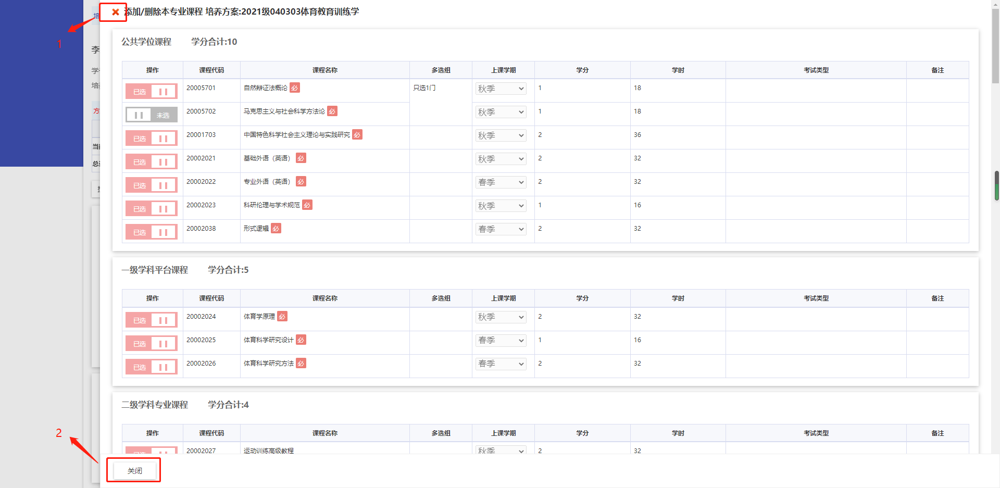 添加/删除本专业课程 培养方案:2021级040303体育教育训练学
1
李
学
方
公共学位课程 学分合计:10
操作 课程代码 课程名称 多选组 上课学期 学分 学时 考试类型 备注
已选 20005701 自然辩证法概论 必 只选1门 秋季 1 18
未选 20005702 马克思主义与社会科学方法论 必 秋季 1 18
已选 20001703 中国特色科学社会主义理论与实践研究 必 秋季 2 36
已选 20002021 基础外语（英语） 必 秋季 2 32
已选 20002022 专业外语（英语） 必 春季 2 32
已选 20002023 科研伦理与学术规范 必 秋季 1 16
已选 20002038 形式逻辑 必 春季 2 32
一级学科平台课程 学分合计:5
操作 课程代码 课程名称 多选组 上课学期 学分 学时 考试类型 备注
已选 20002024 体育学原理 必 秋季 2 32
已选 20002025 体育科学研究设计 必 春季 1 16
已选 20002026 体育科学研究方法 必 春季 2 32
二级学科专业课程 学分合计:4
操作 课程代码 课程名称 多选组 上课学期 学分 学时 考试类型 备注
已选 20002027 运动训练高级教程 秋季 2 32
2
关闭